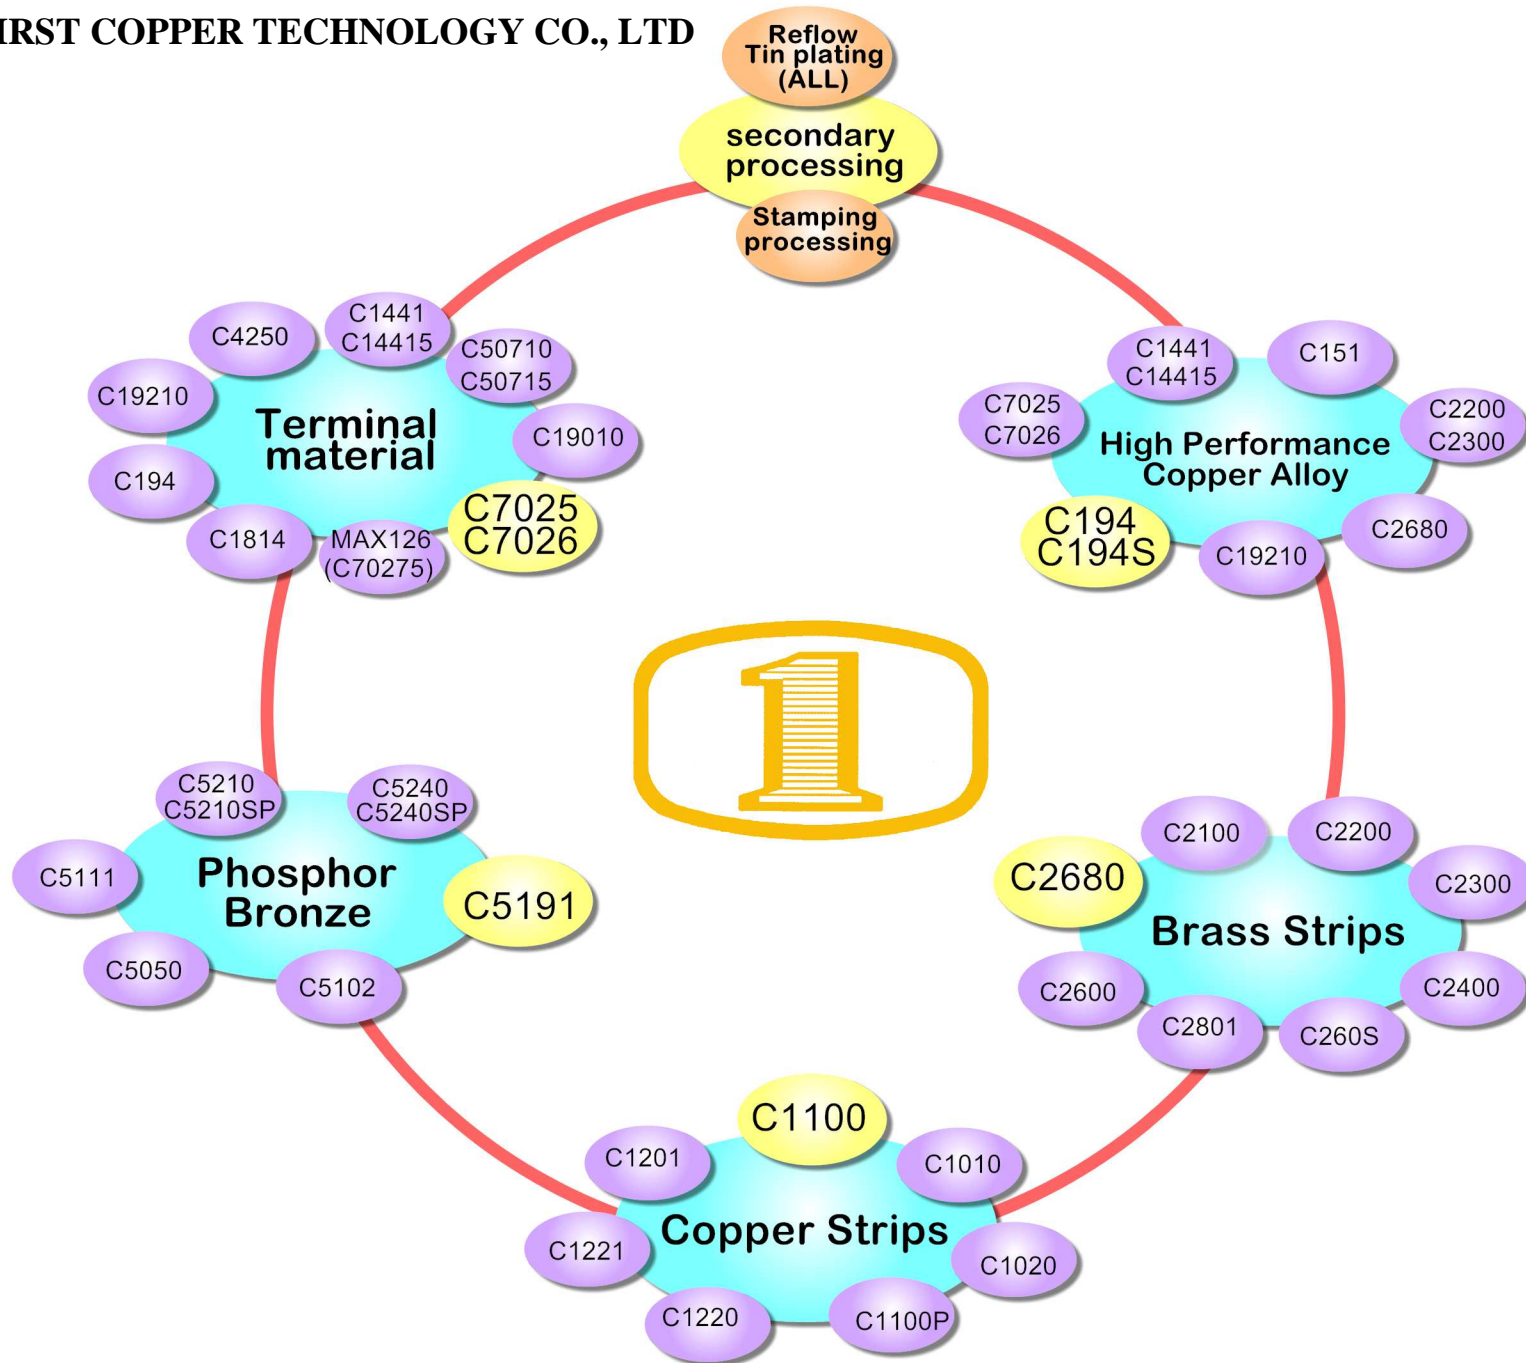 IRST COPPER TECHNOLOGY CO., LTD
Reflow
Tin plating
(ALL)
secondary
processing
Stamping
processing
C4250
C1441
C14415
C50710
C50715
C19210
C19010
Terminal
material
C194
C7025
C7026
C1814
MAX126
(C70275)
C1441
C14415
C151
C7025
C7026
C2200
C2300
High Performance
Copper Alloy
C194
C194S
C19210
C2680
1
C5210
C5210SP
C5240
C5240SP
C5111
Phosphor
Bronze
C5191
C5050
C5102
C2100
C2200
C2680
C2300
Brass Strips
C2600
C2400
C2801
C260S
C1100
C1201
C1010
Copper Strips
C1221
C1020
C1220
C1100P